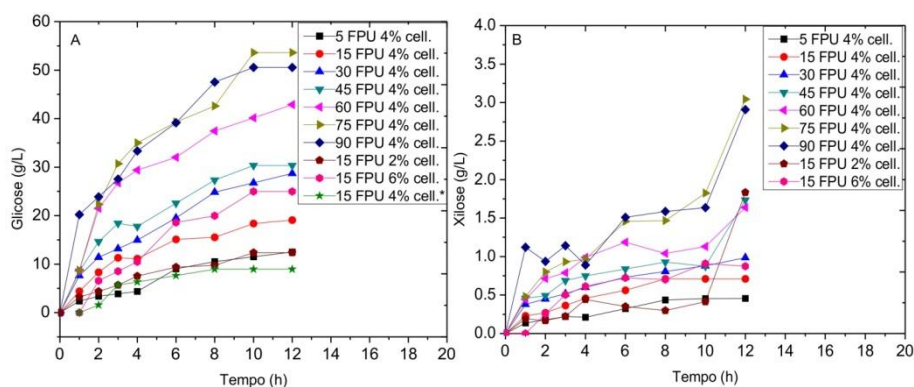 A
60
50
40
30
20
10
0
Glicose (g/L)
0 2 4 6 8 10 12 14 16 18 20
Tempo (h)
5 FPU 4% cell.
15 FPU 4% cell.
30 FPU 4% cell.
45 FPU 4% cell.
60 FPU 4% cell.
75 FPU 4% cell.
90 FPU 4% cell.
15 FPU 2% cell.
15 FPU 6% cell.
15 FPU 4% cell.*
B
4.0
3.5
3.0
2.5
2.0
1.5
1.0
0.5
0.0
Xilose (g/L)
0 2 4 6 8 10 12 14 16 18 20
Tempo (h)
5 FPU 4% cell.
15 FPU 4% cell.
30 FPU 4% cell.
45 FPU 4% cell.
60 FPU 4% cell.
75 FPU 4% cell.
90 FPU 4% cell.
15 FPU 2% cell.
15 FPU 6% cell.